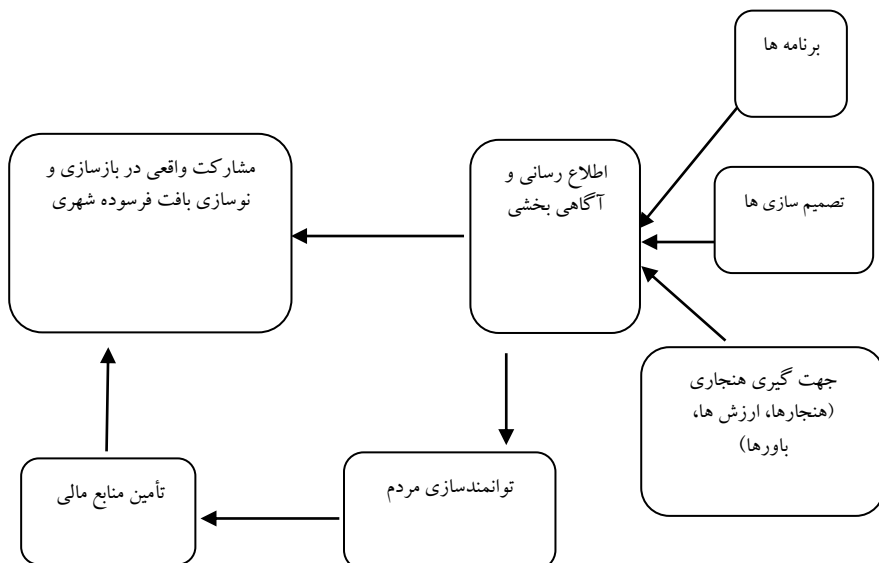 برنامه ها
مشارکت واقعی در بازسازی و
نوسازی بافت فرسوده شهری
اطلاع رسانی و
آگاهی بخشی
تصمیم سازی ها
جهت گیری هنجاری
(هنجارها، ارزش ها،
باورها)
توانمندسازی مردم
تأمین منابع مالی